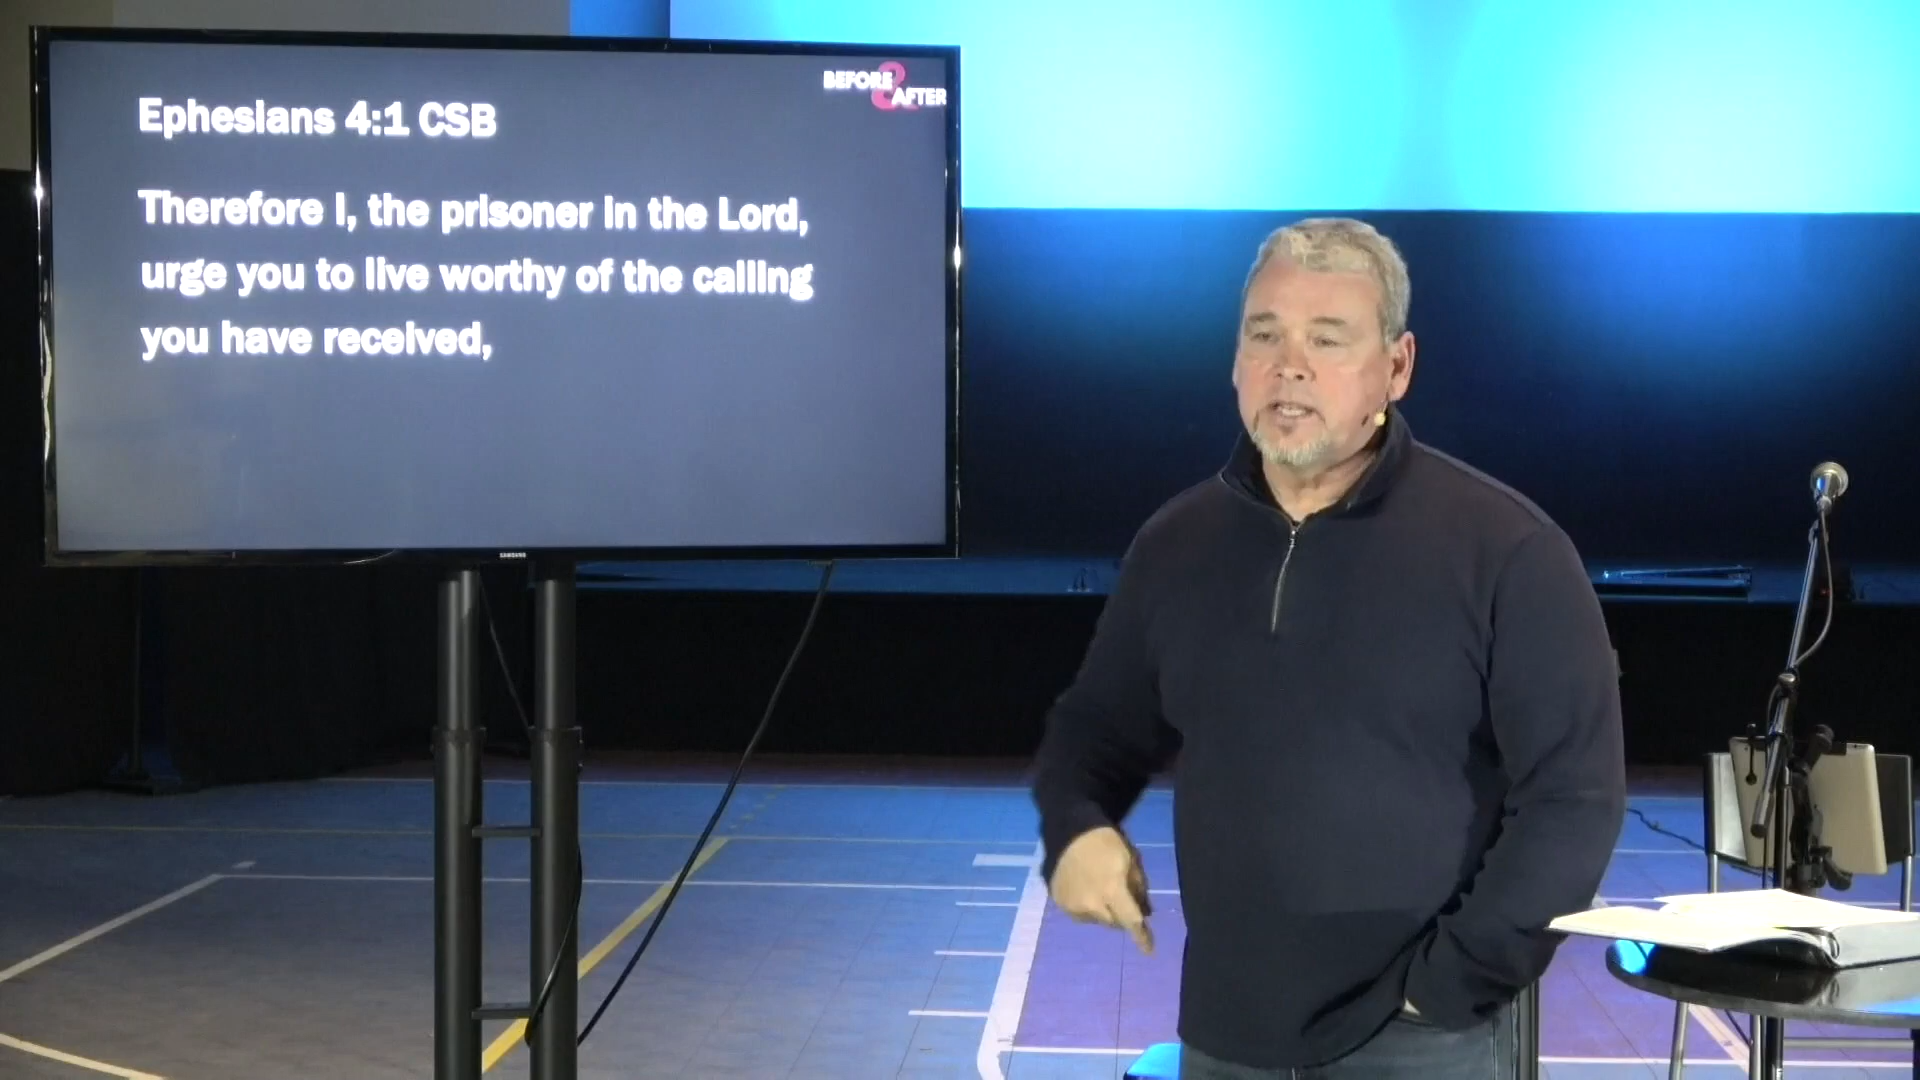 BEFORE
&
AFTER
Ephesians 4:1 CSB
Therefore I, the prisoner in the Lord,
urge you to live worthy of the calling
you have received,
SAMSUNG